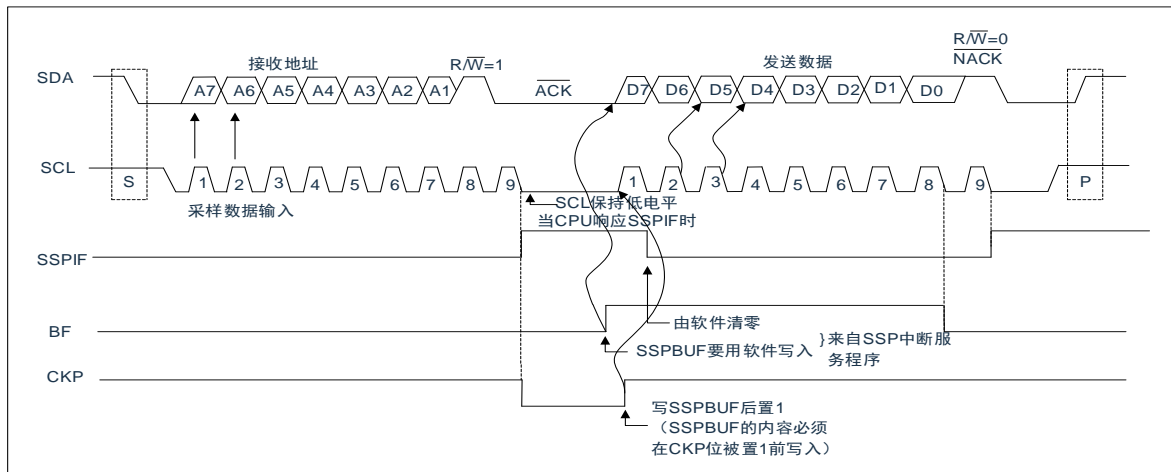 R/W=0
接收地址 R/W=1 发送数据 NACK
SDA A7 A6 A5 A4 A3 A2 A1 ACK D7 D6 D5 D4 D3 D2 D1 D0
SCL S 1 2 3 4 5 6 7 8 9 1 2 3 4 5 6 7 8 9 P
采样数据输入
SCL保持低电平
当CPU响应SSPIF时
SSPIF
由软件清零
BF
SSPBUF要用软件写入 }来自SSP中断服
务程序
CKP
写SSPBUF后置1
(SSPBUF的内容必须
在CKP位被置1前写入)